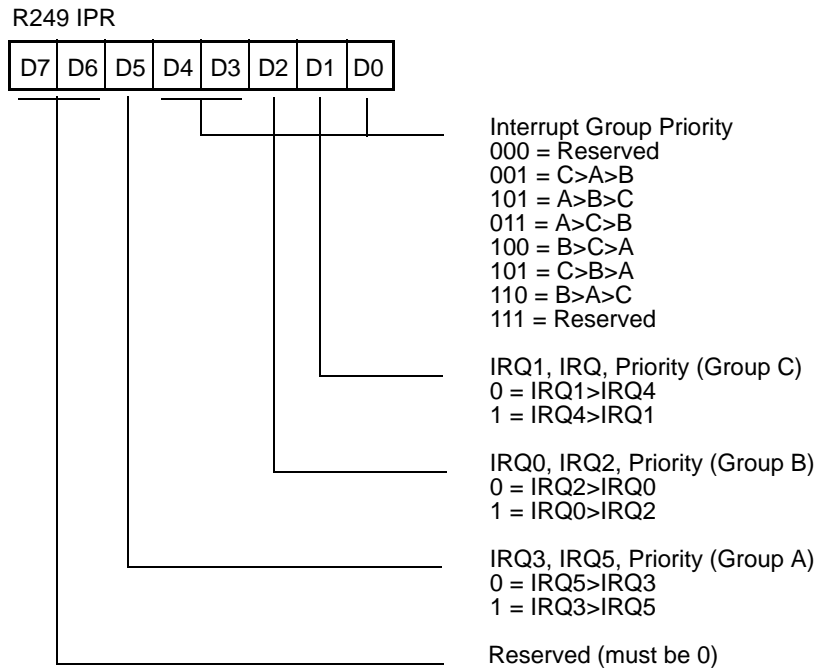 R249 IPR
D7 D6 D5 D4 D3 D2 D1 D0
Interrupt Group Priority
000 = Reserved
001 = C>A>B
101 = A>B>C
011 = A>C>B
100 = B>C>A
101 = C>B>A
110 = B>A>C
111 = Reserved
IRQ1, IRQ, Priority (Group C)
0 = IRQ1>IRQ4
1 = IRQ4>IRQ1
IRQ0, IRQ2, Priority (Group B)
0 = IRQ2>IRQ0
1 = IRQ0>IRQ2
IRQ3, IRQ5, Priority (Group A)
0 = IRQ5>IRQ3
1 = IRQ3>IRQ5
Reserved (must be 0)